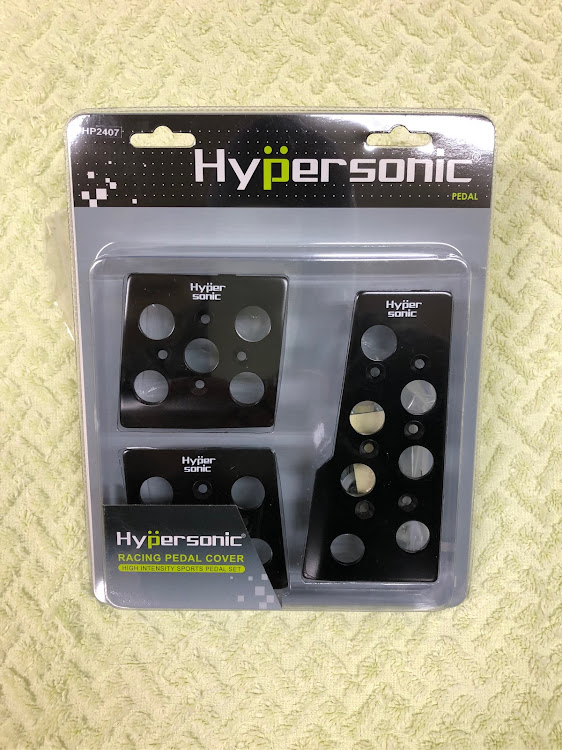 HP2407
Hypersonic
PEDAL
Hyper
sonic
Hyper
sonic
Hyper
sonic
Hypersonic®
RACING PEDAL COVER
HIGH INTENSITY SPORTS PEDAL SET